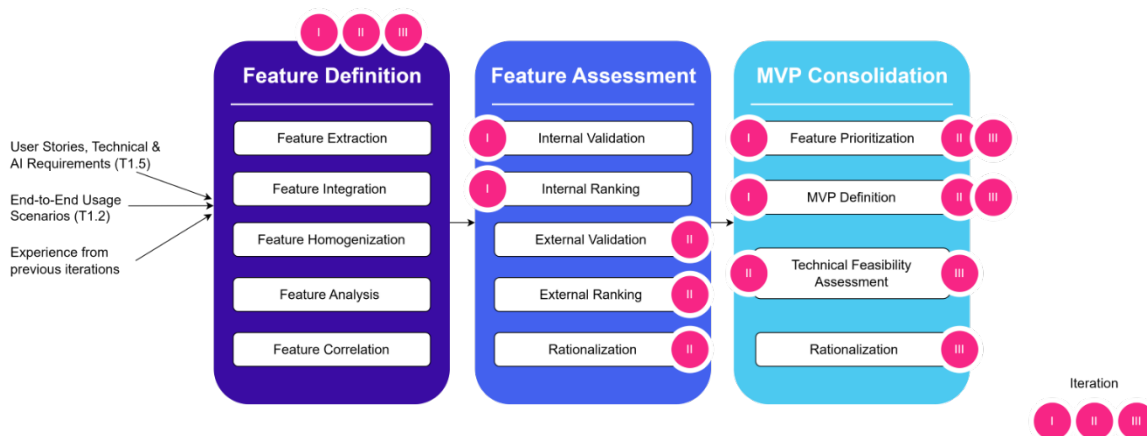 I II III
Feature Definition
Feature Extraction
Feature Integration
Feature Homogenization
Feature Analysis
Feature Correlation
User Stories, Technical &
AI Requirements (T1.5)
End-to-End Usage
Scenarios (T1.2)
Experience from
previous iterations
Feature Assessment
I Internal Validation
I Internal Ranking
External Validation II
External Ranking II
Rationalization II
MVP Consolidation
I Feature Prioritization II III
I MVP Definition II III
II Technical Feasibility III
Assessment
Rationalization III
Iteration
I II III